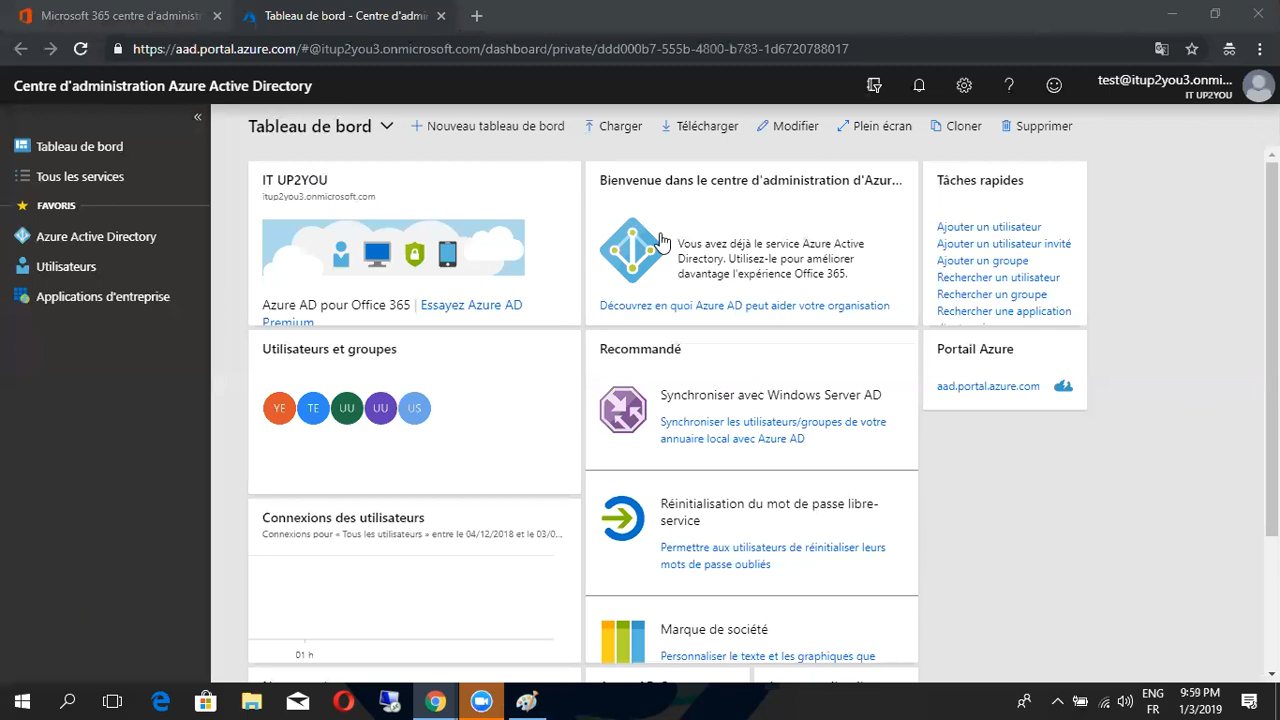 Microsoft 365 centre d'administ
Tableau de bord - Centre d'admi
https://aad.portal.azure.com/#@itup2you3.onmicrosoft.com/dashboard/private/ddd000b7-555b-4800-b783-1d6720788017
Centre d'administration Azure Active Directory
test@itup2you3.onmi...
IT UP2YOU
Tableau de bord
Nouveau tableau de bord
Charger
Télécharger
Modifier
Plein écran
Cloner
Supprimer
Tableau de bord
Tous les services
FAVORIS
Azure Active Directory
Utilisateurs
Applications d'entreprise
IT UP2YOU
itup2you3.onmicrosoft.com
Azure AD pour Office 365 | Essayez Azure AD
Premium
Bienvenue dans le centre d'administration d'Azur...
Vous avez déjà le service Azure Active
Directory. Utilisez-le pour améliorer
davantage l'expérience Office 365.
Découvrez en quoi Azure AD peut aider votre organisation
Tâches rapides
Ajouter un utilisateur
Ajouter un utilisateur invité
Ajouter un groupe
Rechercher un utilisateur
Rechercher un groupe
Rechercher une application
Utilisateurs et groupes
YE
TE
UU
UU
US
Recommandé
Synchroniser avec Windows Server AD
Synchroniser les utilisateurs/groupes de votre
annuaire local avec Azure AD
Réinitialisation du mot de passe libre-
service
Permettre aux utilisateurs de réinitialiser leurs
mots de passe oubliés
Marque de société
Personnaliser le texte et les graphiques que
Portail Azure
aad.portal.azure.com
Connexions des utilisateurs
Connexions pour « Tous les utilisateurs » entre le 04/12/2018 et le 03/0...
01 h
ENG
FR
9:59 PM
1/3/2019